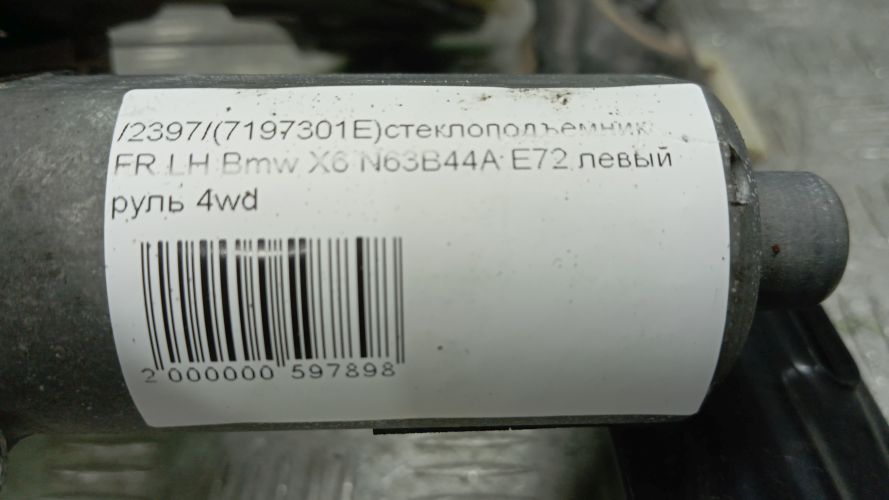 /2397/(7197301E)стеклоподъемник
FR LH Bmw X6 N63B44A E72 левый
руль 4wd
2 000000 597898